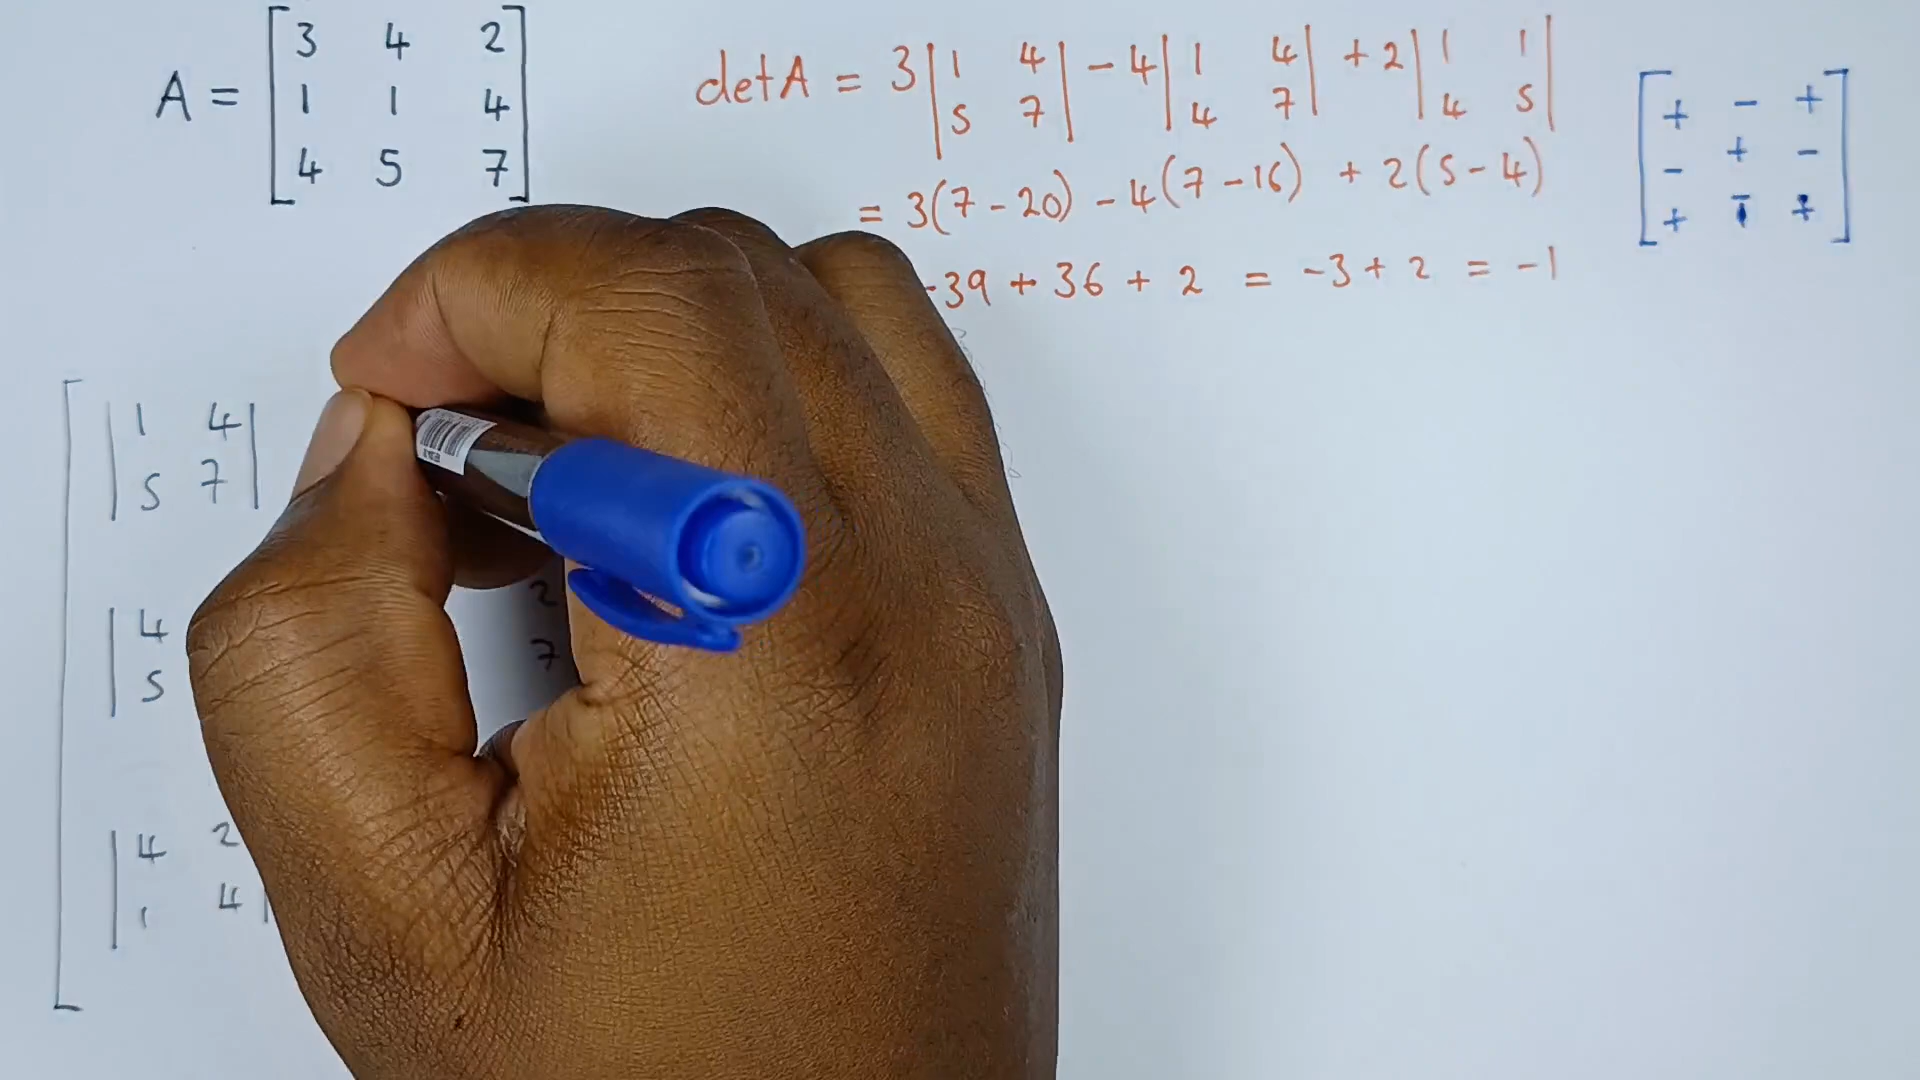 A = [3 4 2
1 1 4
4 5 7]
detA = 3|1 4
5 7| - 4|1 4
4 7| + 2|1 1
4 5|
= 3(7 - 20) - 4(7 - 16) + 2(5 - 4)
-39 + 36 + 2 = -3 + 2 = -1
[+ - +
- + -
+ - +]
|1 4|
|5 7|
|4 2
|5 7
|4 2
|1 4|